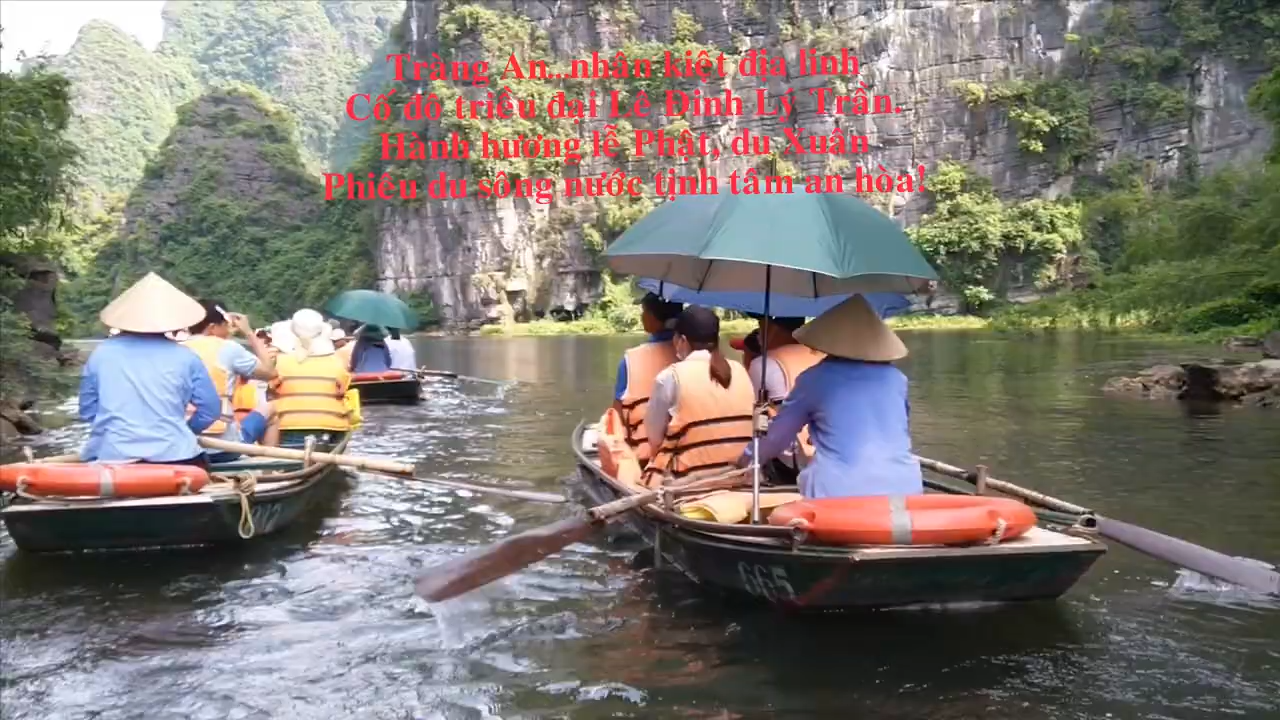 Tràng An...nhân kiệt địa linh
Cố đô triều đại Lê Đinh Lý Trần.
Hành hương lễ Phật, du Xuân
Phiêu du sông nước tịnh tâm an hòa!
665